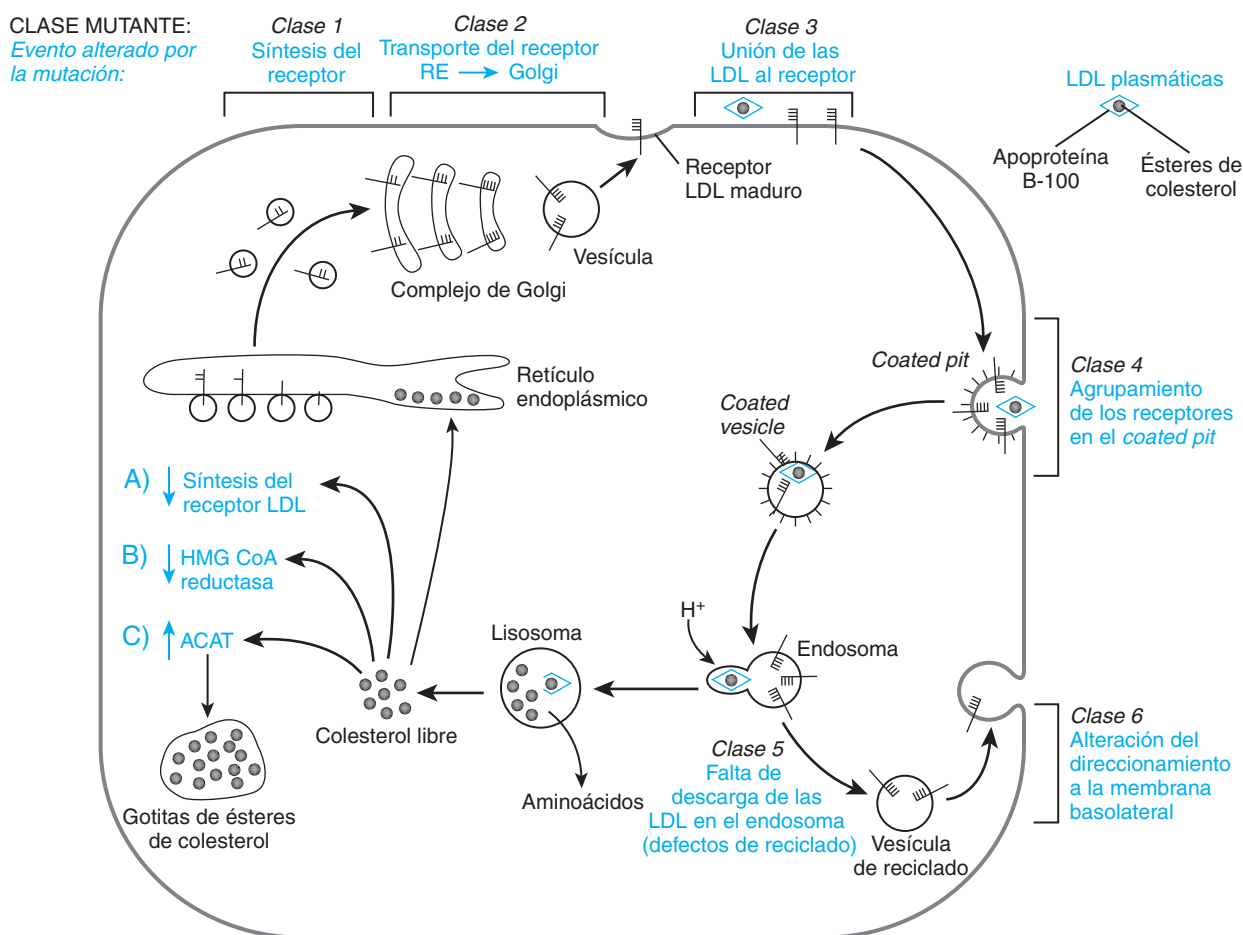 CLASE MUTANTE:
Evento alterado por
la mutación:
Clase 1
Síntesis del
receptor
Clase 2
Transporte del receptor
RE → Golgi
Clase 3
Unión de las
LDL al receptor
LDL plasmáticas
Apoproteína
B-100
Ésteres de
colesterol
Receptor
LDL maduro
Vesícula
Complejo de Golgi
Retículo
endoplásmico
Coated pit
Clase 4
Agrupamiento
de los receptores
en el coated pit
Coated
vesicle
A) ↓ Síntesis del
receptor LDL
B) ↓ HMG CoA
reductasa
C) ↑ ACAT
H+
Lisosoma
Endosoma
Colesterol libre
Aminoácidos
Gotitas de ésteres
de colesterol
Clase 5
Falta de
descarga de las
LDL en el endosoma
(defectos de reciclado)
Vesícula
de reciclado
Clase 6
Alteración del
direccionamiento
a la membrana
basolateral